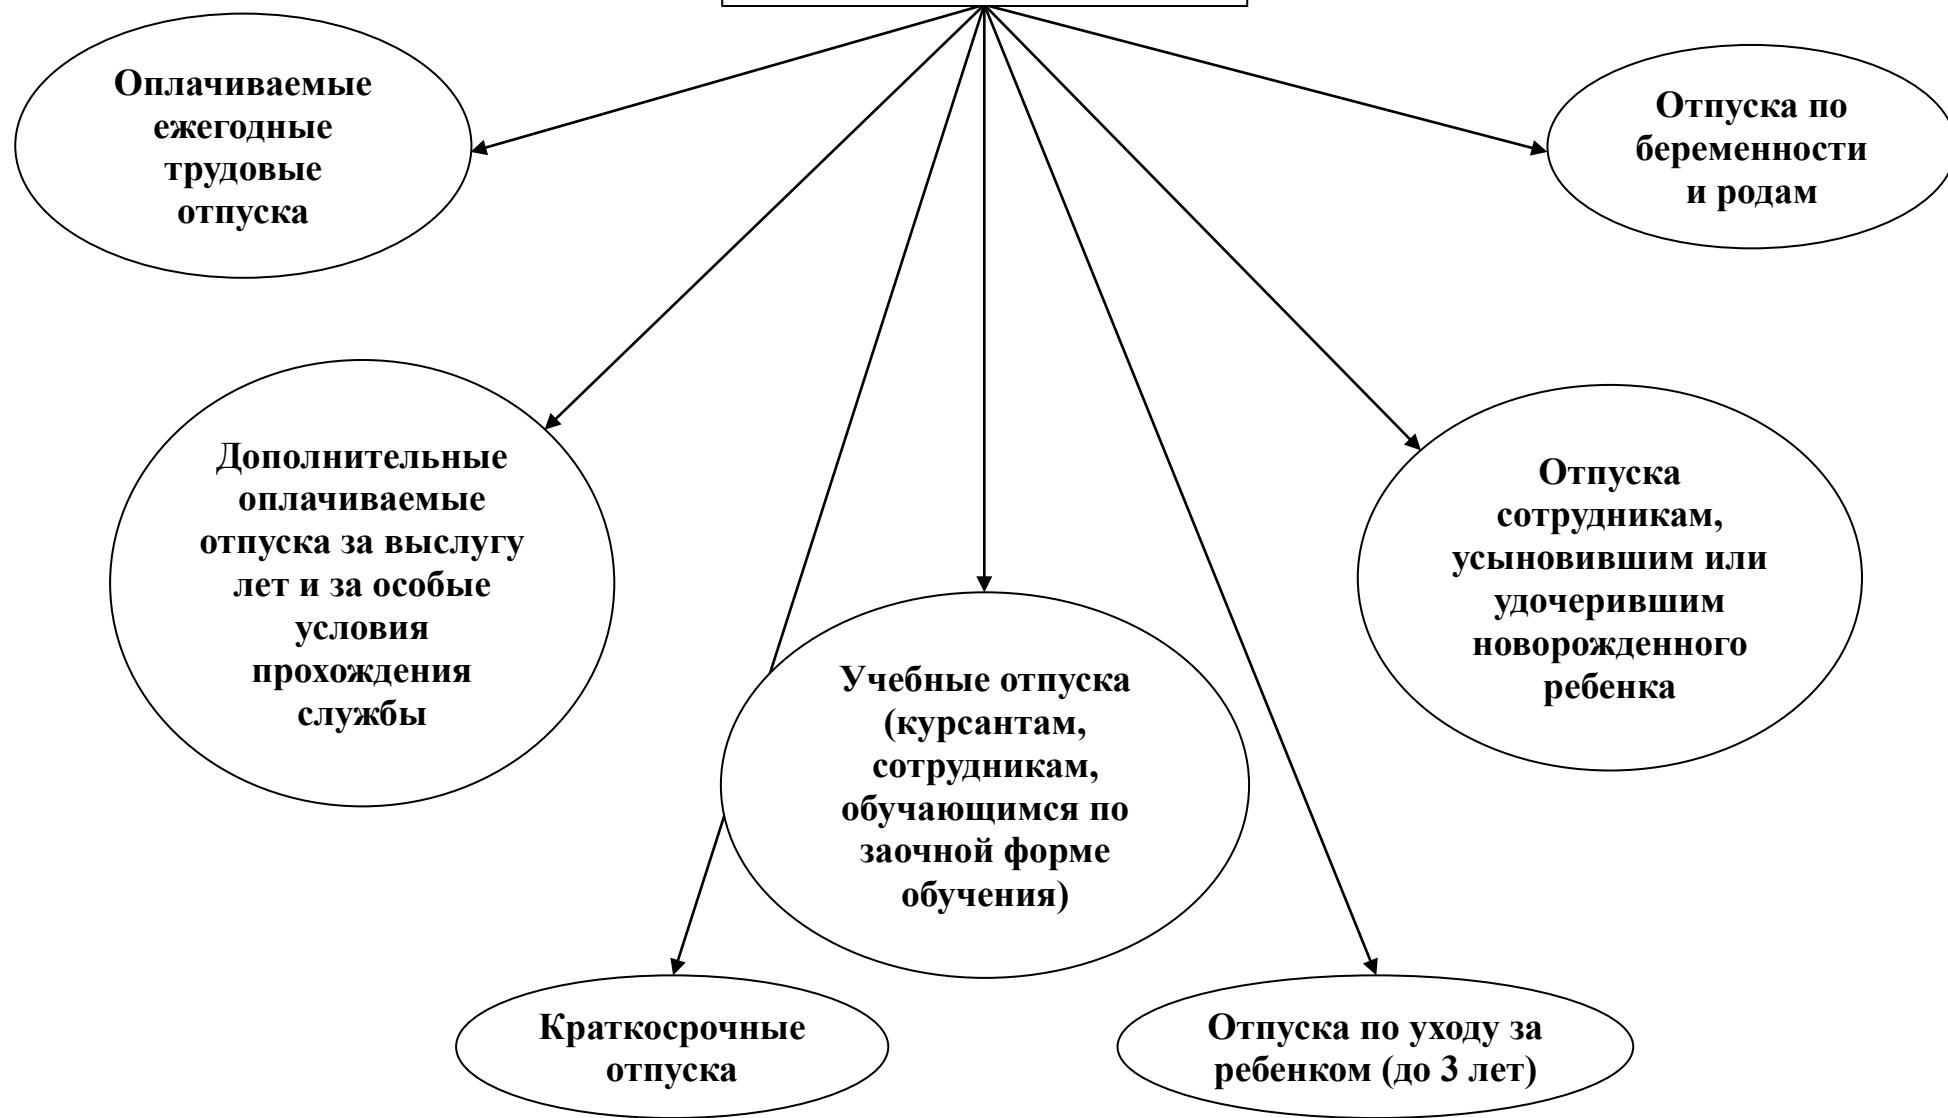 Оплачиваемые
ежегодные
трудовые
отпуска
Отпуска по
беременности
и родам
Дополнительные
оплачиваемые
отпуска за выслугу
лет и за особые
условия
прохождения
службы
Отпуска
сотрудникам,
усыновившим или
удочерившим
новорожденного
ребенка
Учебные отпуска
(курсантам,
сотрудникам,
обучающимся по
заочной форме
обучения)
Краткосрочные
отпуска
Отпуска по уходу за
ребенком (до 3 лет)